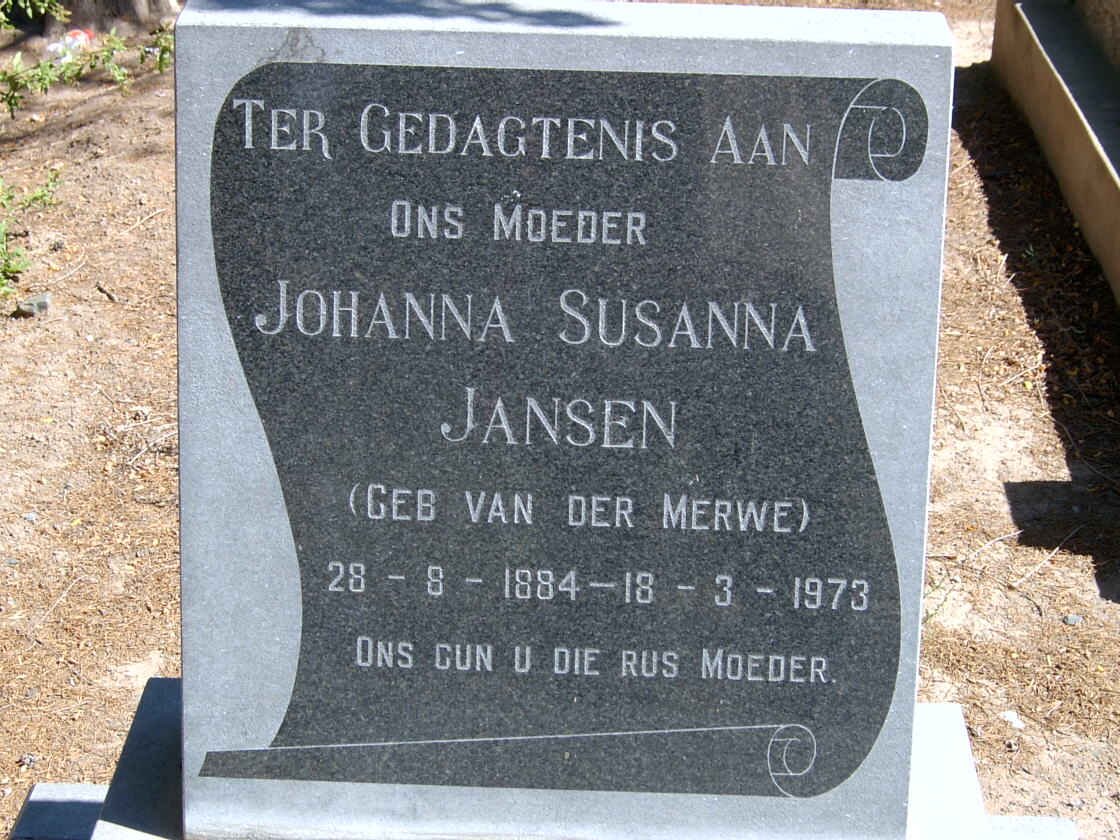 TER GEDAGTENIS AAN
ONS MOEDER
JOHANNA SUSANNA
JANSEN
(GEB VAN DER MERWE)
28 - 8 - 1884 - 18 - 3 - 1973
ONS GUN U DIE RUS MOEDER.